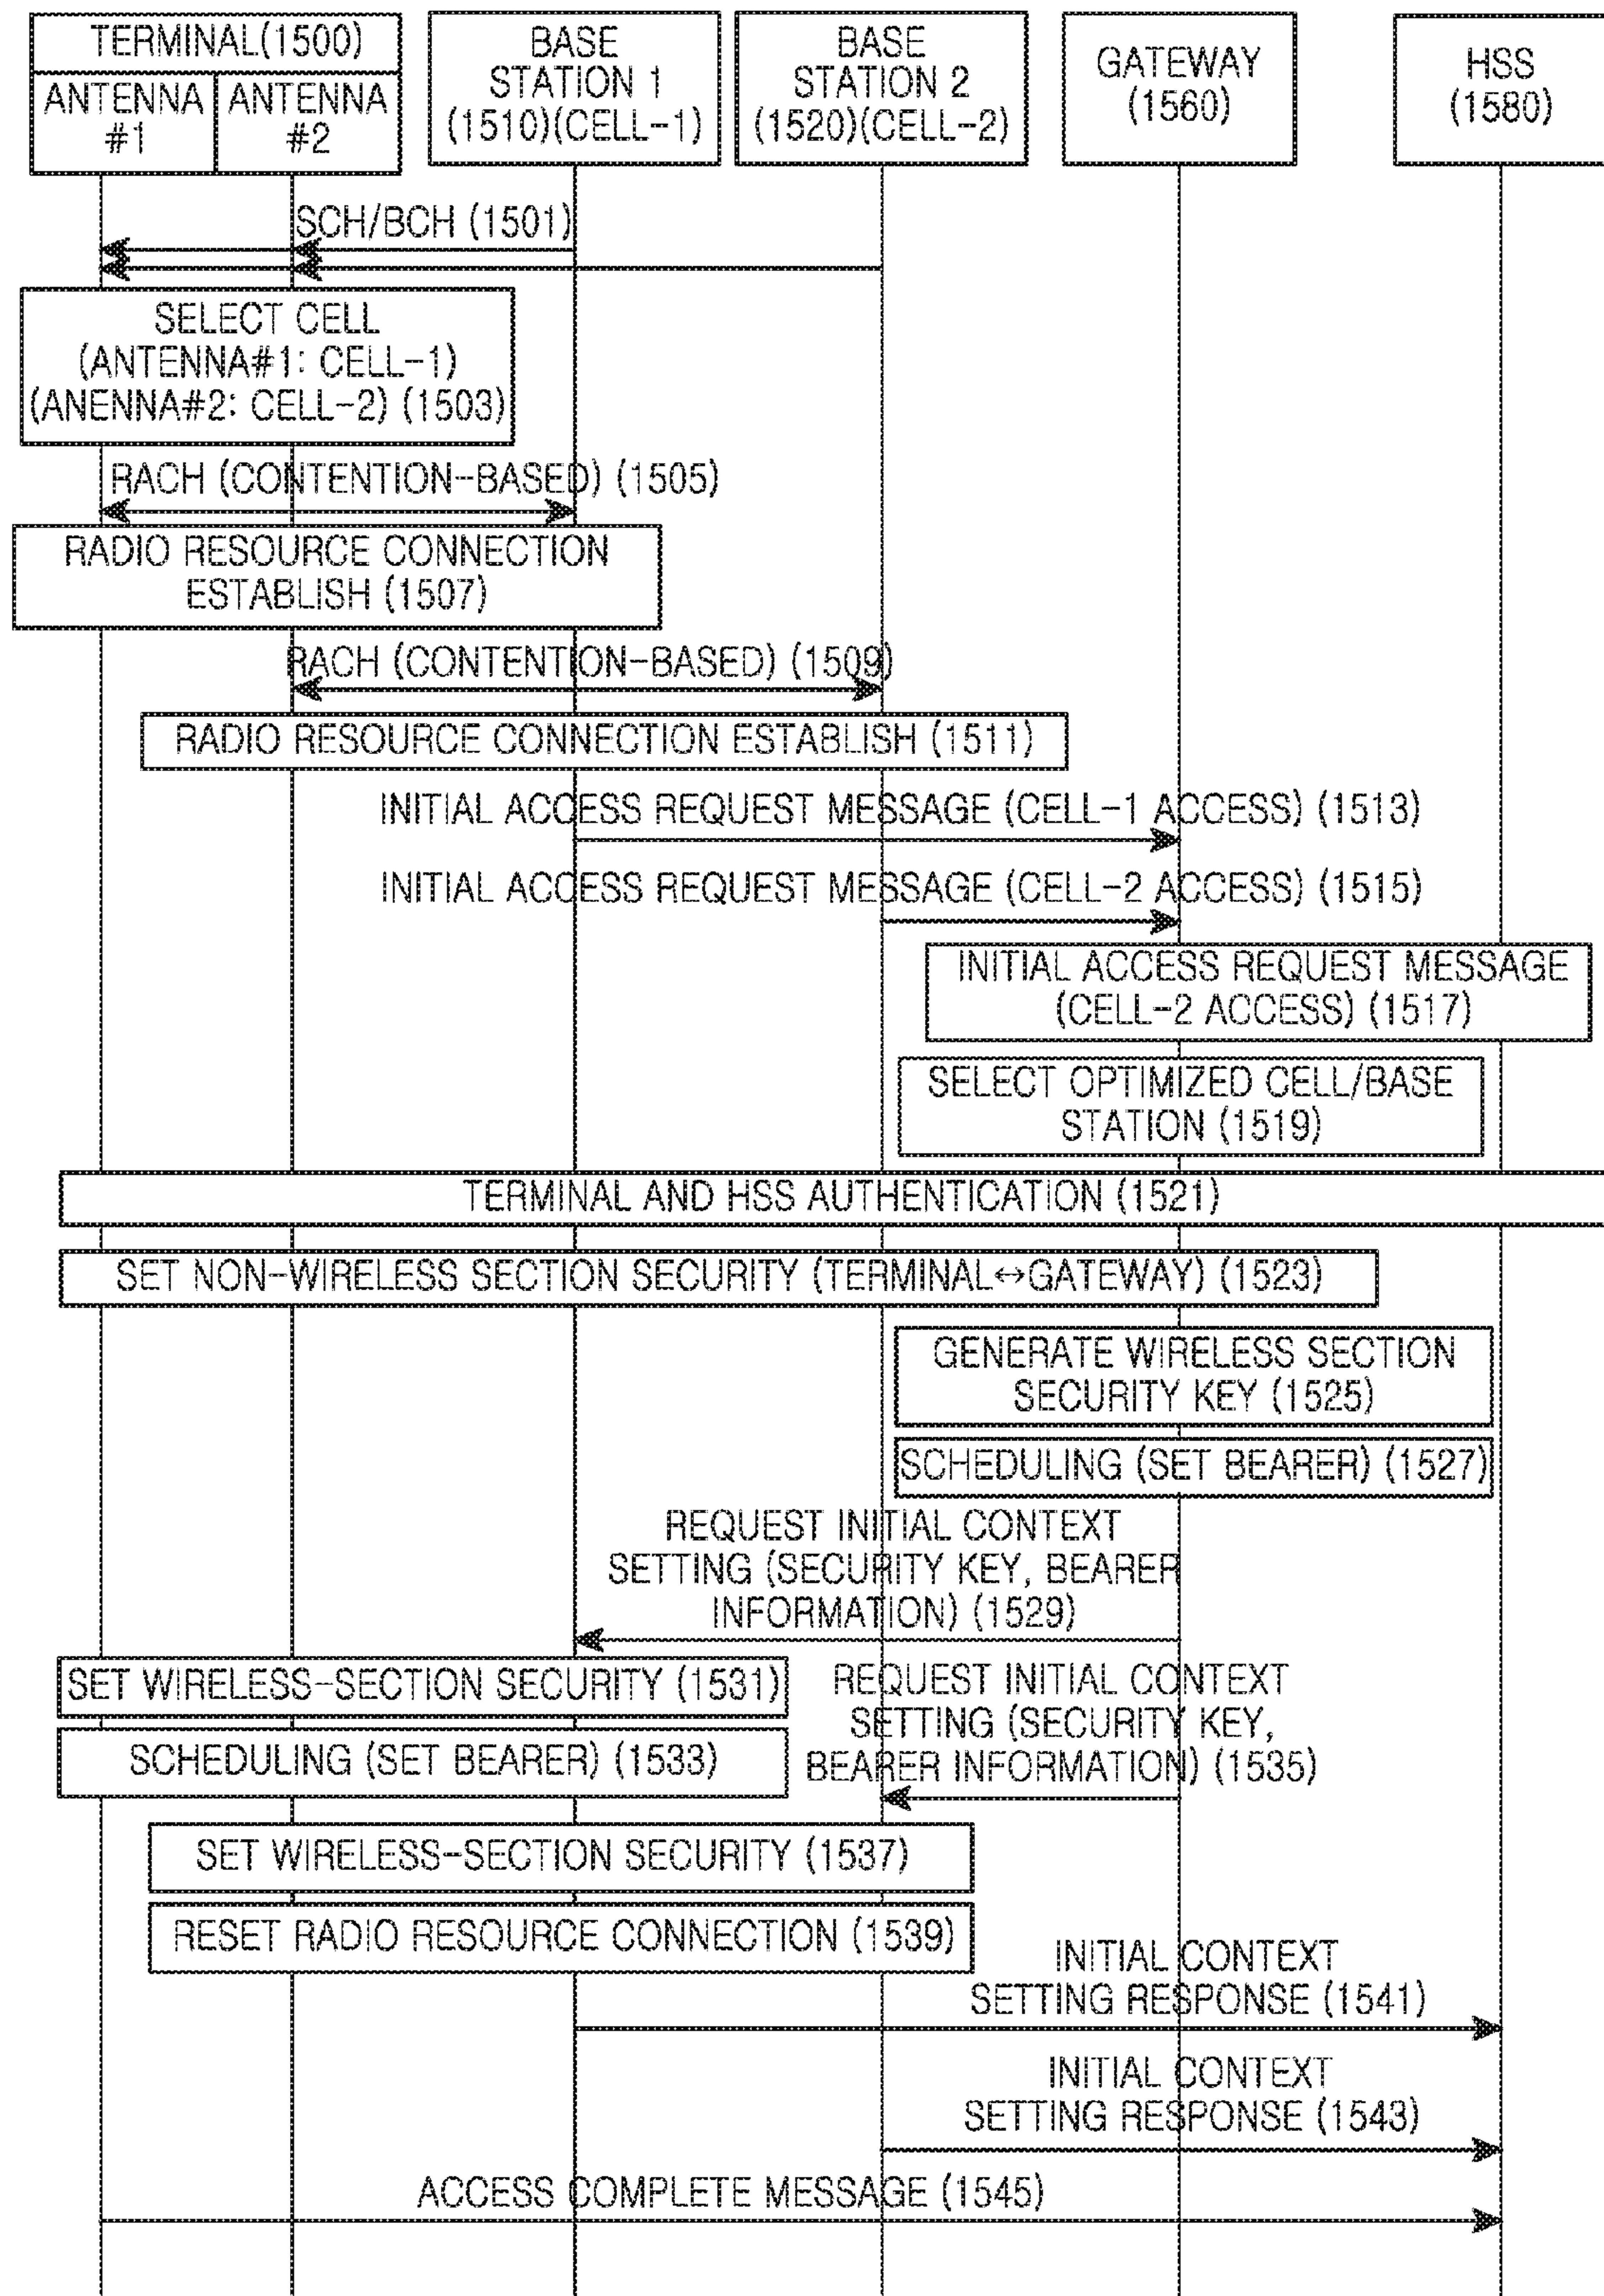 TERMINAL(1500)
ANTENNA
#1
ANTENNA
#2
BASE
STATION 1
(1510)(CELL-1)
BASE
STATION 2
(1520)(CELL-2)
GATEWAY
(1560)
HSS
(1580)
SCH/BCH (1501)
SELECT CELL
(ANTENNA#1: CELL-1)
(ANENNA#2: CELL-2) (1503)
RACH (CONTENTION-BASED) (1505)
RADIO RESOURCE CONNECTION
ESTABLISH (1507)
RACH (CONTENTION-BASED) (1509)
RADIO RESOURCE CONNECTION ESTABLISH (1511)
INITIAL ACCESS REQUEST MESSAGE (CELL-1 ACCESS) (1513)
INITIAL ACCESS REQUEST MESSAGE (CELL-2 ACCESS) (1515)
INITIAL ACCESS REQUEST MESSAGE
(CELL-2 ACCESS) (1517)
SELECT OPTIMIZED CELL/BASE
STATION (1519)
TERMINAL AND HSS AUTHENTICATION (1521)
SET NON-WIRELESS SECTION SECURITY (TERMINAL↔GATEWAY) (1523)
GENERATE WIRELESS SECTION
SECURITY KEY (1525)
SCHEDULING (SET BEARER) (1527)
REQUEST INITIAL CONTEXT
SETTING (SECURITY KEY, BEARER
INFORMATION) (1529)
SET WIRELESS-SECTION SECURITY (1531)
SCHEDULING (SET BEARER) (1533)
REQUEST INITIAL CONTEXT
SETTING (SECURITY KEY,
BEARER INFORMATION) (1535)
SET WIRELESS-SECTION SECURITY (1537)
RESET RADIO RESOURCE CONNECTION (1539)
INITIAL CONTEXT
SETTING RESPONSE (1541)
INITIAL CONTEXT
SETTING RESPONSE (1543)
ACCESS COMPLETE MESSAGE (1545)